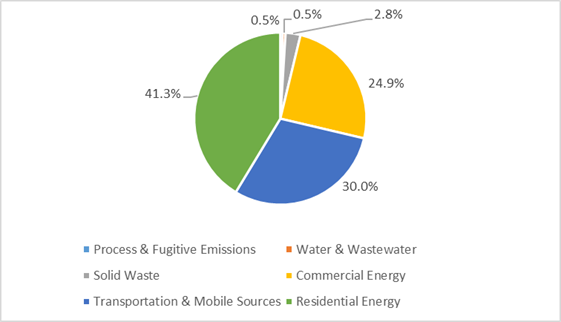 0.5%
0.5%
2.8%
24.9%
30.0%
41.3%
Process & Fugitive Emissions
Water & Wastewater
Solid Waste
Commercial Energy
Transportation & Mobile Sources
Residential Energy